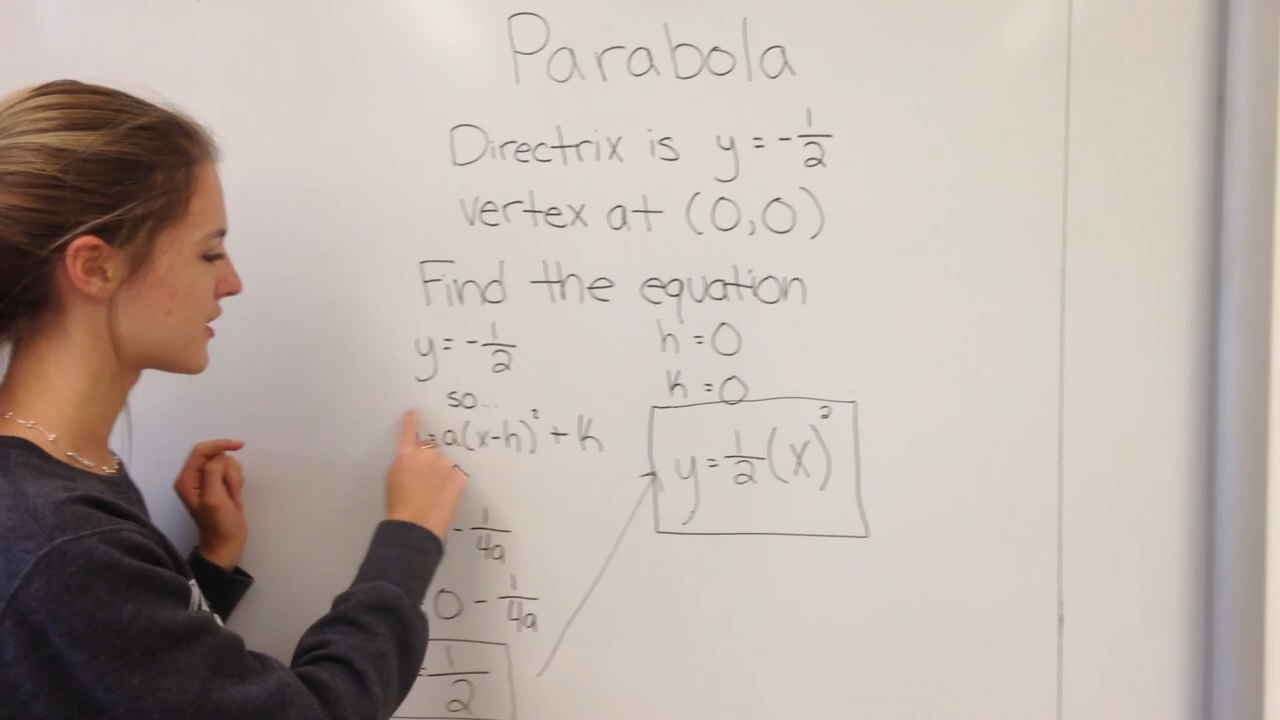 Parabola
Directrix is y = -1/2
vertex at (0,0)
Find the equation
y = -1/2
so...
= a(x-h)² + k
- 1/4a
0 - 1/4a
= 1/2
h = 0
k = 0
y = 1/2 (x)²